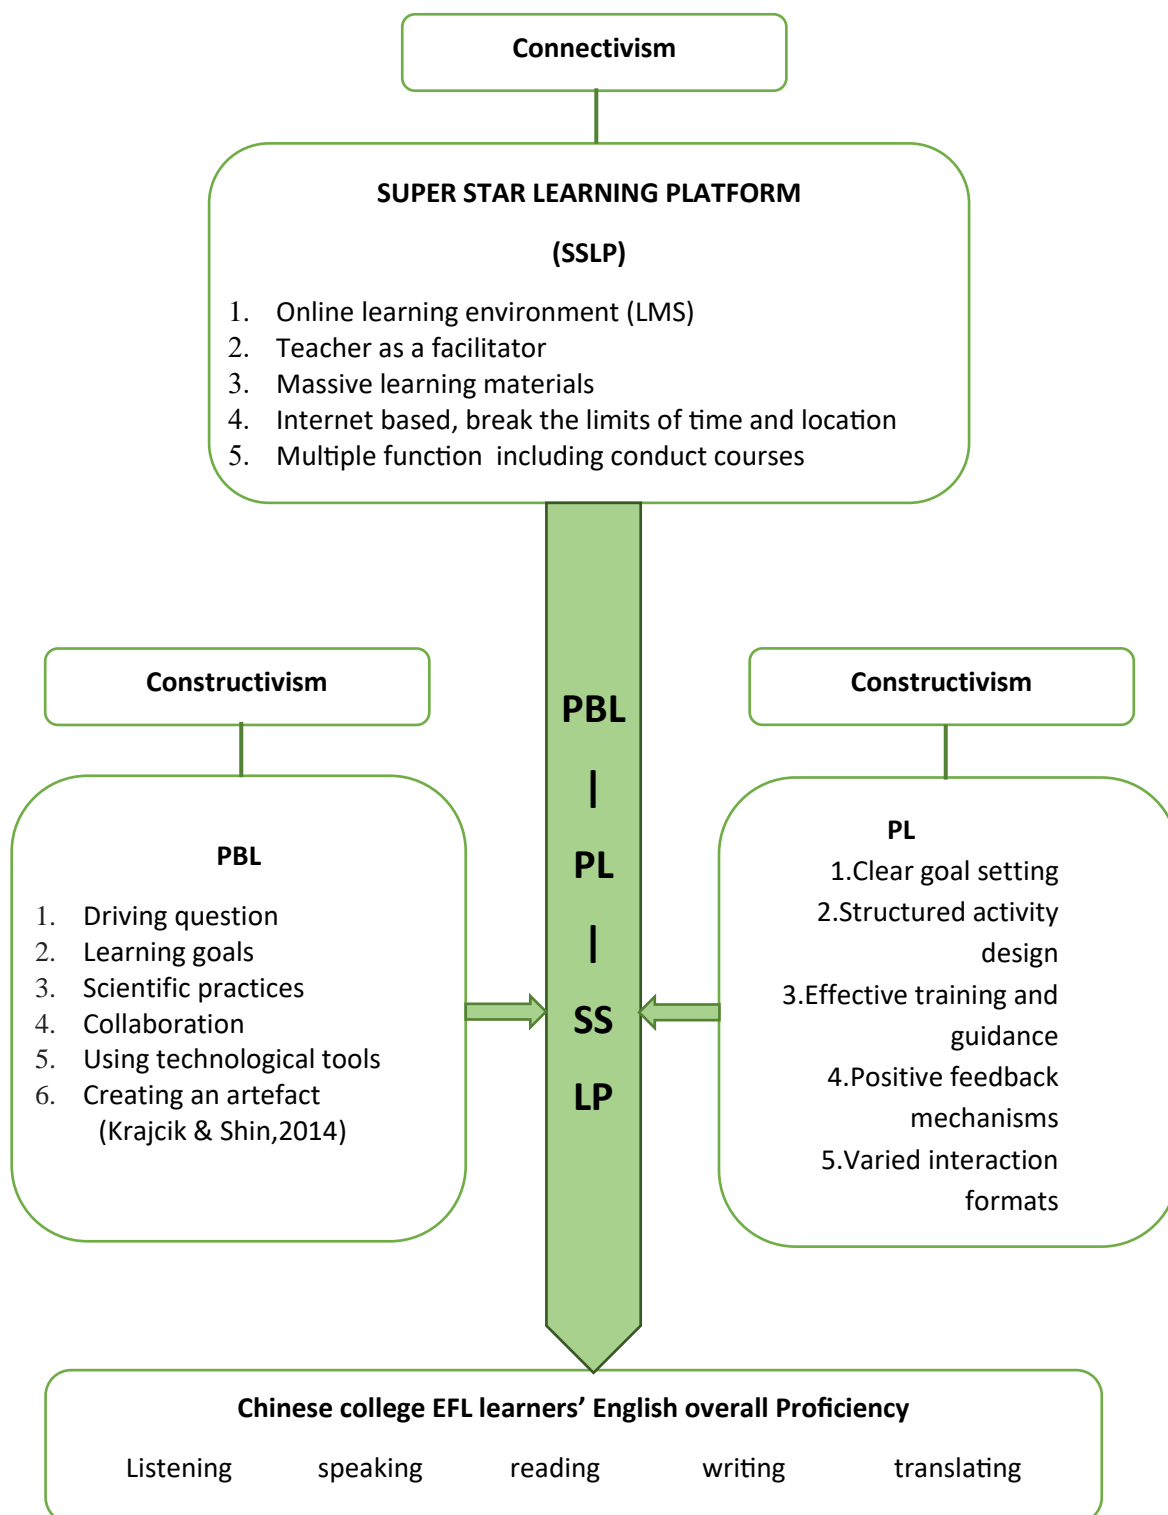 Connectivism
SUPER STAR LEARNING PLATFORM
(SSLP)
1. Online learning environment (LMS)
2. Teacher as a facilitator
3. Massive learning materials
4. Internet based, break the limits of time and location
5. Multiple function including conduct courses
Constructivism
PBL
1. Driving question
2. Learning goals
3. Scientific practices
4. Collaboration
5. Using technological tools
6. Creating an artefact
(Krajcik & Shin,2014)
PBL
|
PL
|
SS
LP
Constructivism
PL
1.Clear goal setting
2.Structured activity
design
3.Effective training and
guidance
4.Positive feedback
mechanisms
5.Varied interaction
formats
Chinese college EFL learners’ English overall Proficiency
Listening speaking reading writing translating